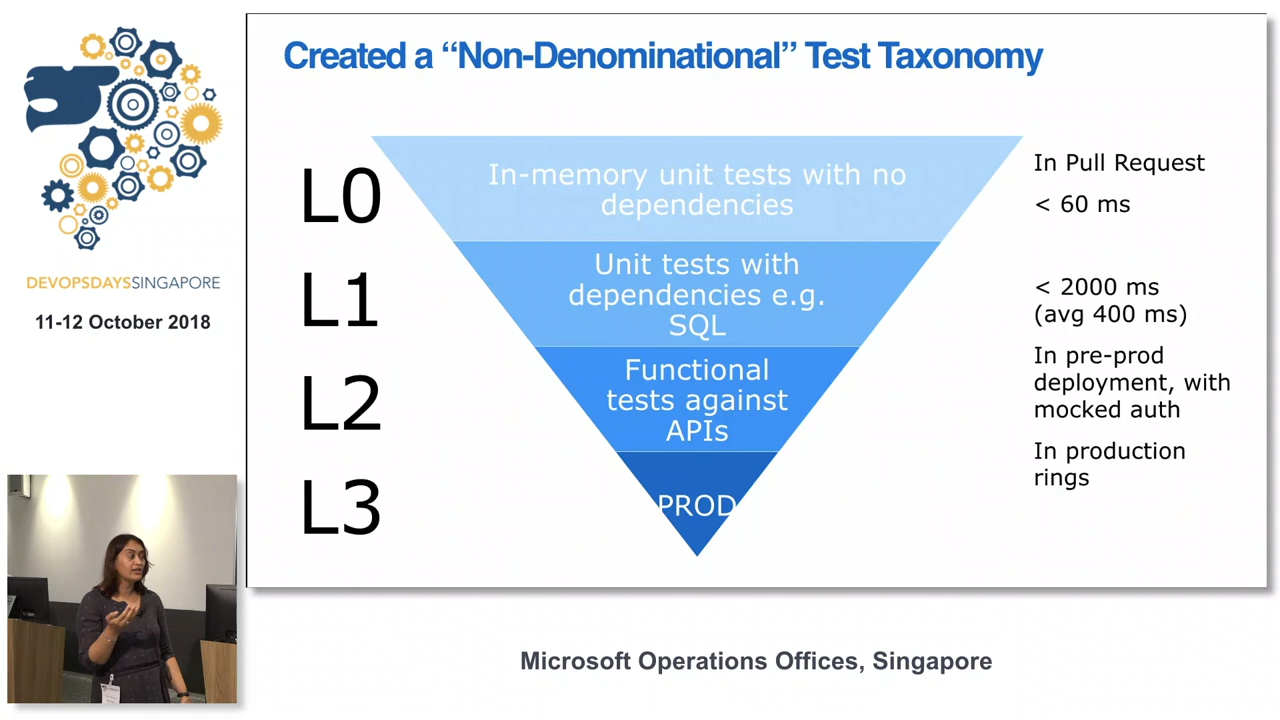 Created a “Non-Denominational” Test Taxonomy
DEVOPSDAYSSINGAPORE
11-12 October 2018
L0
In-memory unit tests with no
dependencies
In Pull Request
< 60 ms
L1
Unit tests with
dependencies e.g.
SQL
< 2000 ms
(avg 400 ms)
L2
Functional
tests against
APIs
In pre-prod
deployment, with
mocked auth
L3
PROD
In production
rings
Microsoft Operations Offices, Singapore